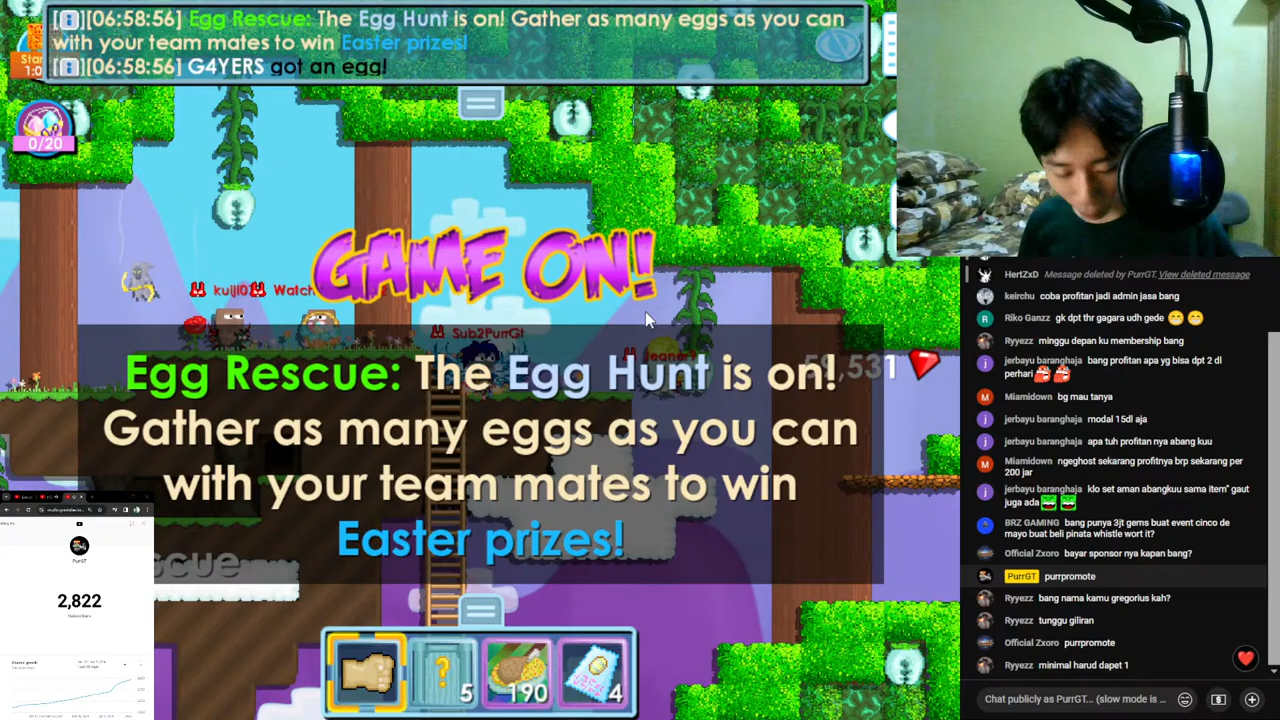 [06:58:56] Egg Rescue: The Egg Hunt is on! Gather as many eggs as you can
with your team mates to win Easter prizes!
[06:58:56] G4YERS got an egg!
0/20
GAME ON!
Watch
Sub2PurrGt
Jeaner
Egg Rescue: The Egg Hunt is on!
Gather as many eggs as you can
with your team mates to win
Easter prizes!
PurrGT
2,822
Subscribers
5
190
4
HertZxD Message deleted by PurrGT. View deleted message
keirchu coba profitan jadi admin jasa bang
Riko Ganzz gk dpt thr gagara udh gede
Ryyezz minggu depan ku membership bang
jerbayu baranghaja bang profitan apa yg bisa dpt 2 dl
perhari
Miamidown bg mau tanya
jerbayu baranghaja modal 15dl aja
jerbayu baranghaja apa tuh profitan nya abang kuu
Miamidown ngeghost sekarang profitnya brp sekarang per
200 jar
jerbayu baranghaja klo set aman abangkuu sama item" gaut
juga ada
BRZ GAMING bang punya 3jt gems buat event cinco de
mayo buat beli pinata whistle wort it?
Official Zxoro bayar sponsor nya kapan bang?
PurrGT purrpromote
Ryyezz bang nama kamu gregorius kah?
Ryyezz tunggu giliran
Official Zxoro purrpromote
Ryyezz minimal harud dapet 1
Chat publicly as PurrGT... (slow mode is ...